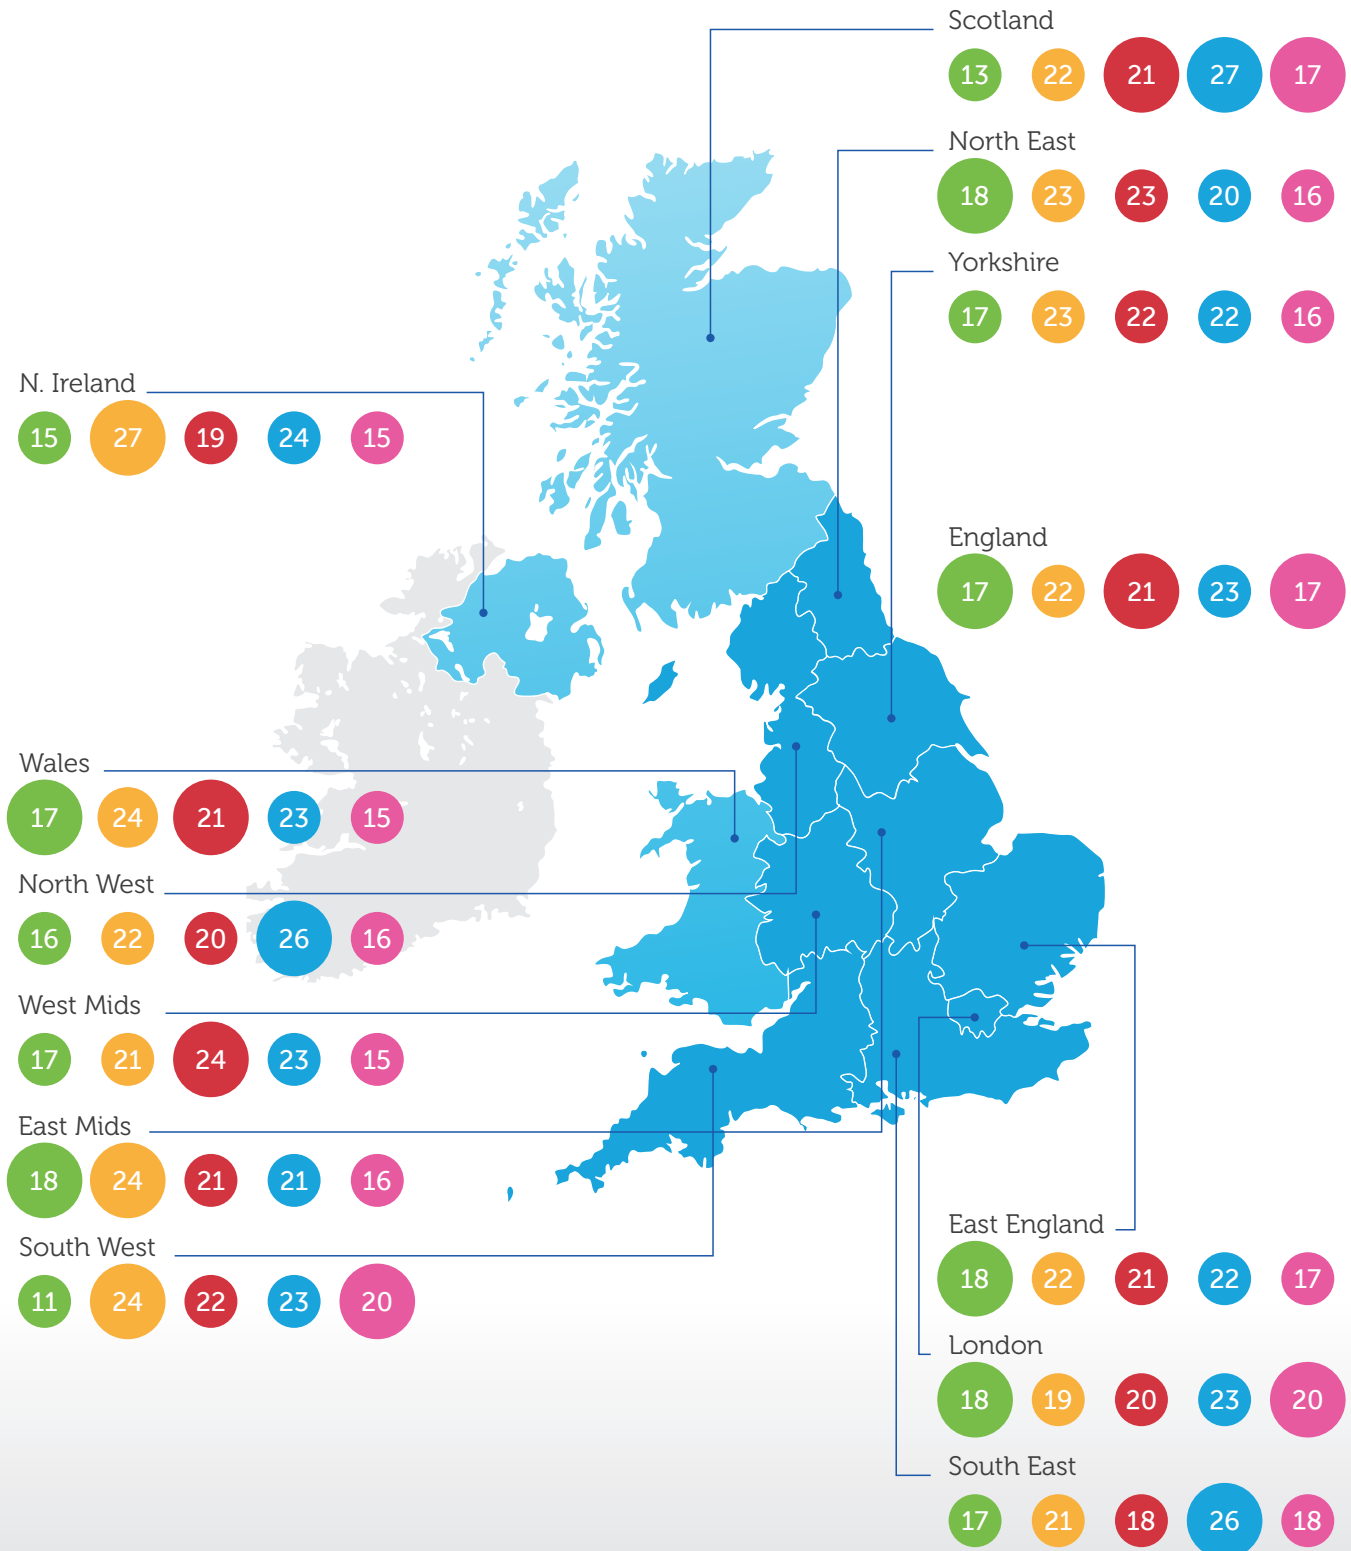 Scotland
13 22 21 27 17
North East
18 23 23 20 16
Yorkshire
17 23 22 22 16
N. Ireland
15 27 19 24 15
England
17 22 21 23 17
Wales
17 24 21 23 15
North West
16 22 20 26 16
West Mids
17 21 24 23 15
East Mids
18 24 21 21 16
South West
11 24 22 23 20
East England
18 22 21 22 17
London
18 19 20 23 20
South East
17 21 18 26 18